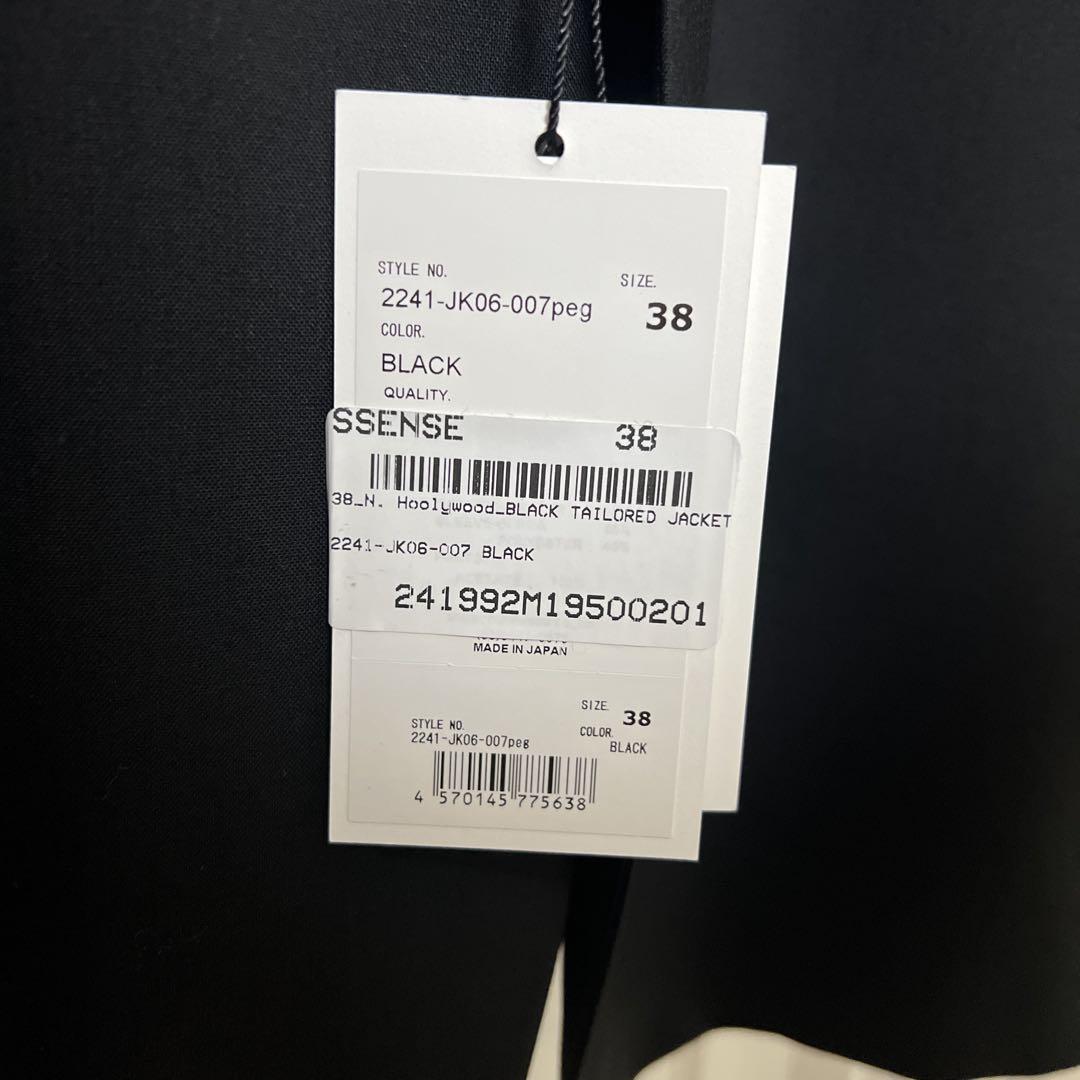 STYLE NO.
SIZE.
2241-JK06-007peg
38
COLOR.
BLACK
QUALITY.
SSENSE 38
38_N. Hoolywood_BLACK TAILORED JACKET
2241-JK06-007 BLACK
241992M19500201
MADE IN JAPAN
SIZE. 38
STYLE NO.
COLOR.
2241-JK06-007peg
BLACK
4 570145 775638